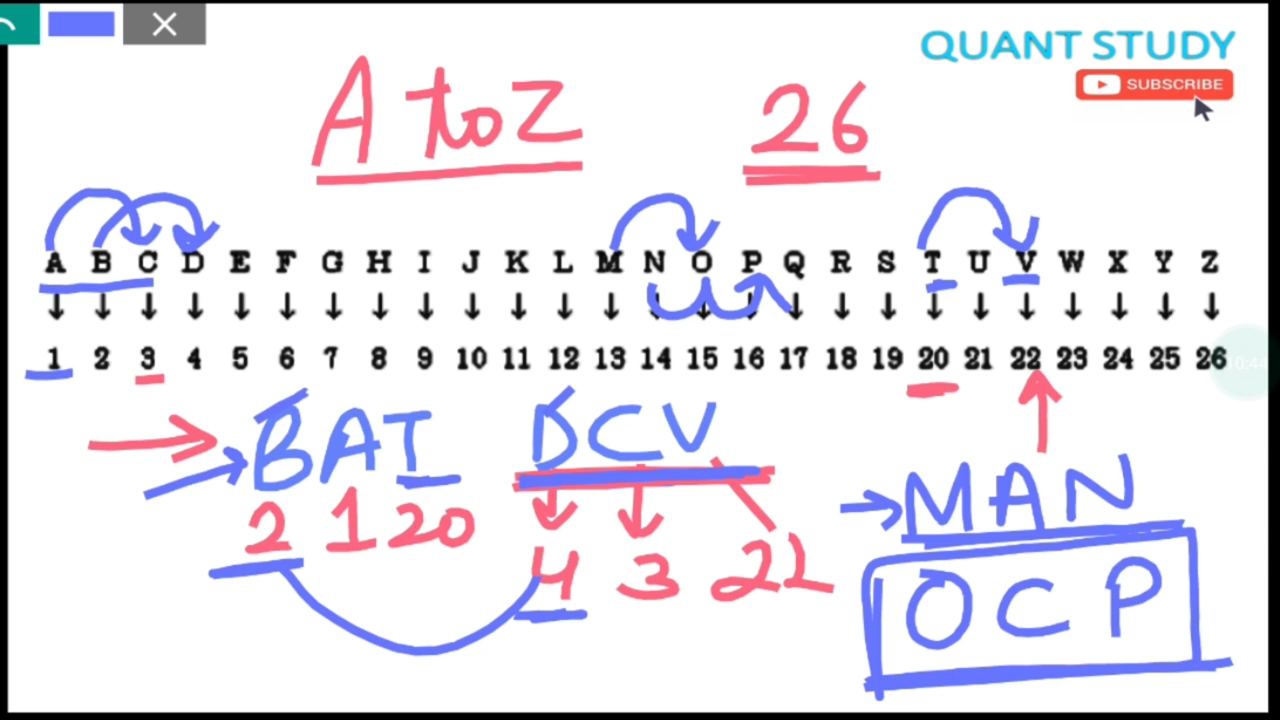 QUANT STUDY
SUBSCRIBE
A to Z 26
A B C D E F G H I J K L M N O P Q R S T U V W X Y Z
↓ ↓ ↓ ↓ ↓ ↓ ↓ ↓ ↓ ↓ ↓ ↓ ↓ ↓ ↓ ↓ ↓ ↓ ↓ ↓ ↓ ↓ ↓ ↓ ↓ ↓
1 2 3 4 5 6 7 8 9 10 11 12 13 14 15 16 17 18 19 20 21 22 23 24 25 26
BAT DCV
2 1 20 4 3 22
MAN
OCP